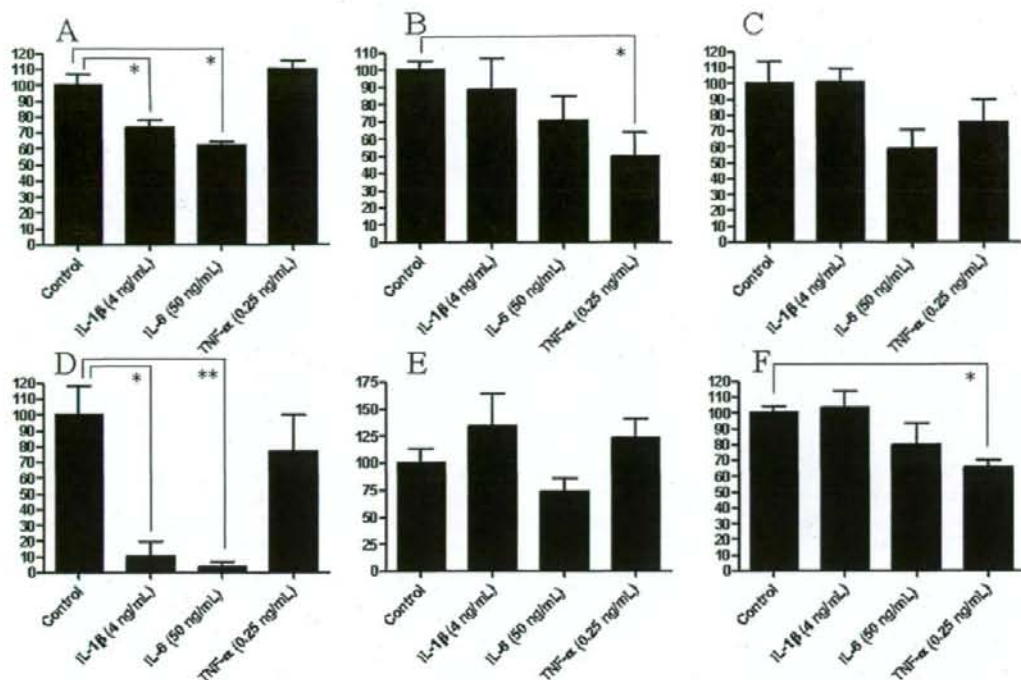 A
120
110
100
90
80
70
60
50
40
30
20
10
0
*
*
Control
IL-1β (4 ng/mL)
IL-6 (50 ng/mL)
TNF-α (0.25 ng/mL)
B
110
100
90
80
70
60
50
40
30
20
10
0
*
Control
IL-1β (4 ng/mL)
IL-6 (50 ng/mL)
TNF-α (0.25 ng/mL)
C
120
110
100
90
80
70
60
50
40
30
20
10
0
Control
IL-1β (4 ng/mL)
IL-6 (50 ng/mL)
TNF-α (0.25 ng/mL)
D
120
110
100
90
80
70
60
50
40
30
20
10
0
*
**
Control
IL-1β (4 ng/mL)
IL-6 (50 ng/mL)
TNF-α (0.25 ng/mL)
E
175
150
125
100
75
50
25
0
Control
IL-1β (4 ng/mL)
IL-6 (50 ng/mL)
TNF-α (0.25 ng/mL)
F
120
110
100
90
80
70
60
50
40
30
20
10
0
*
Control
IL-1β (4 ng/mL)
IL-6 (50 ng/mL)
TNF-α (0.25 ng/mL)